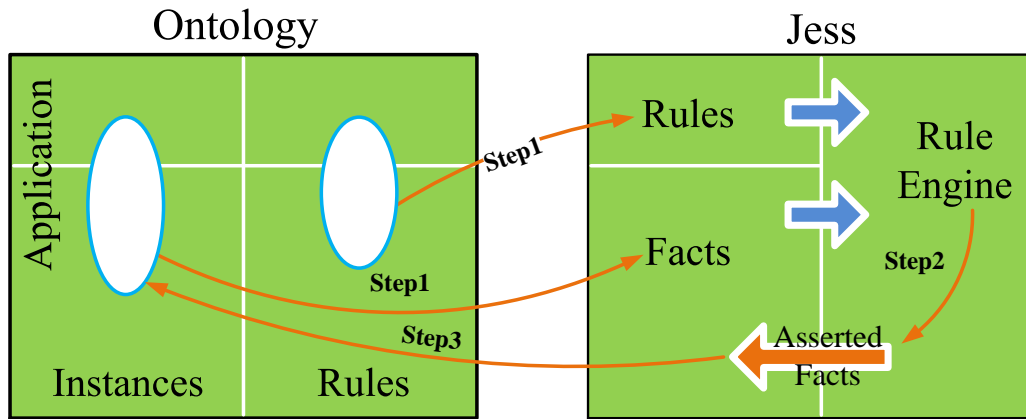 Ontology
Jess
Application
Rules
Step1
Rule
Engine
Facts
Step2
Step1
Step3
Asserted
Facts
Instances
Rules